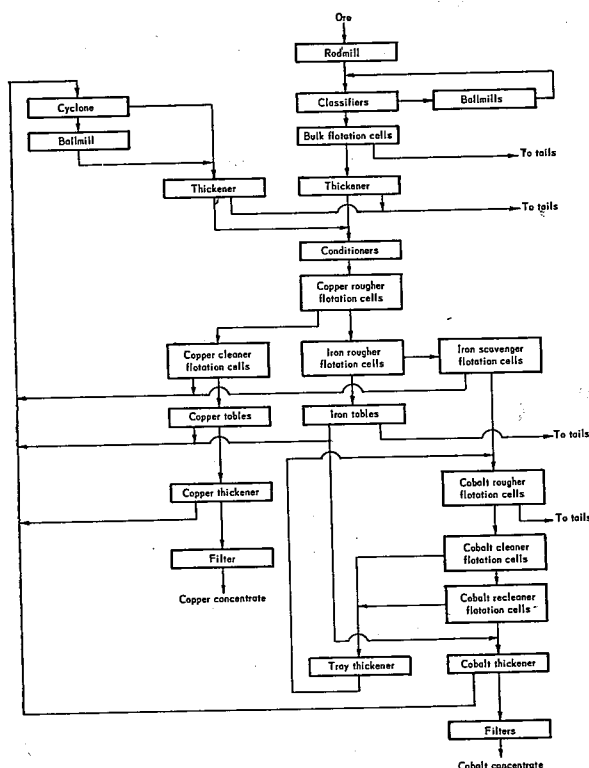 Ore
Rodmill
Cyclone
Classifiers
Ballmills
Ballmill
Bulk flotation cells
To tails
Thickener
Thickener
To tails
Conditioners
Copper rougher
flotation cells
Copper cleaner
flotation cells
Iron rougher
flotation cells
Iron scavenger
flotation cells
Copper tables
Iron tables
To tails
Copper thickener
Cobalt rougher
flotation cells
To tails
Filter
Cobalt cleaner
flotation cells
Copper concentrate
Cobalt recleaner
flotation cells
Tray thickener
Cobalt thickener
Filters
Cobalt concentrate